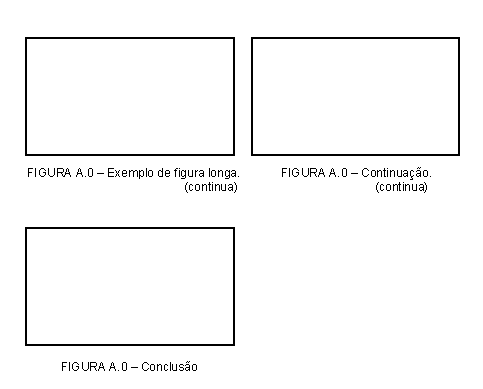 FIGURA A.0 – Exemplo de figura longa.
(continua)
FIGURA A.0 – Continuação.
(continua)
FIGURA A.0 – Conclusão